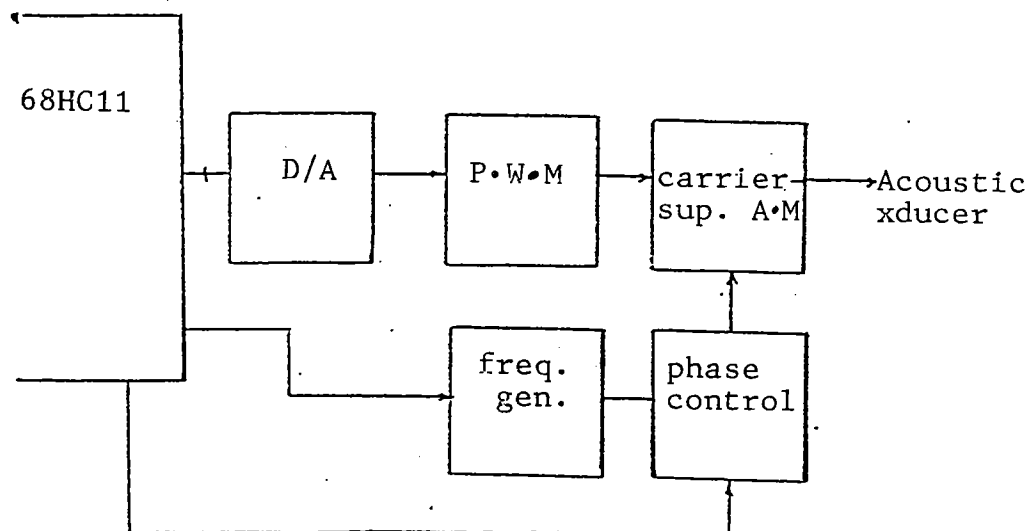 68HC11
D/A
P•W•M
carrier
sup. A•M
Acoustic
xducer
freq.
gen.
phase
control